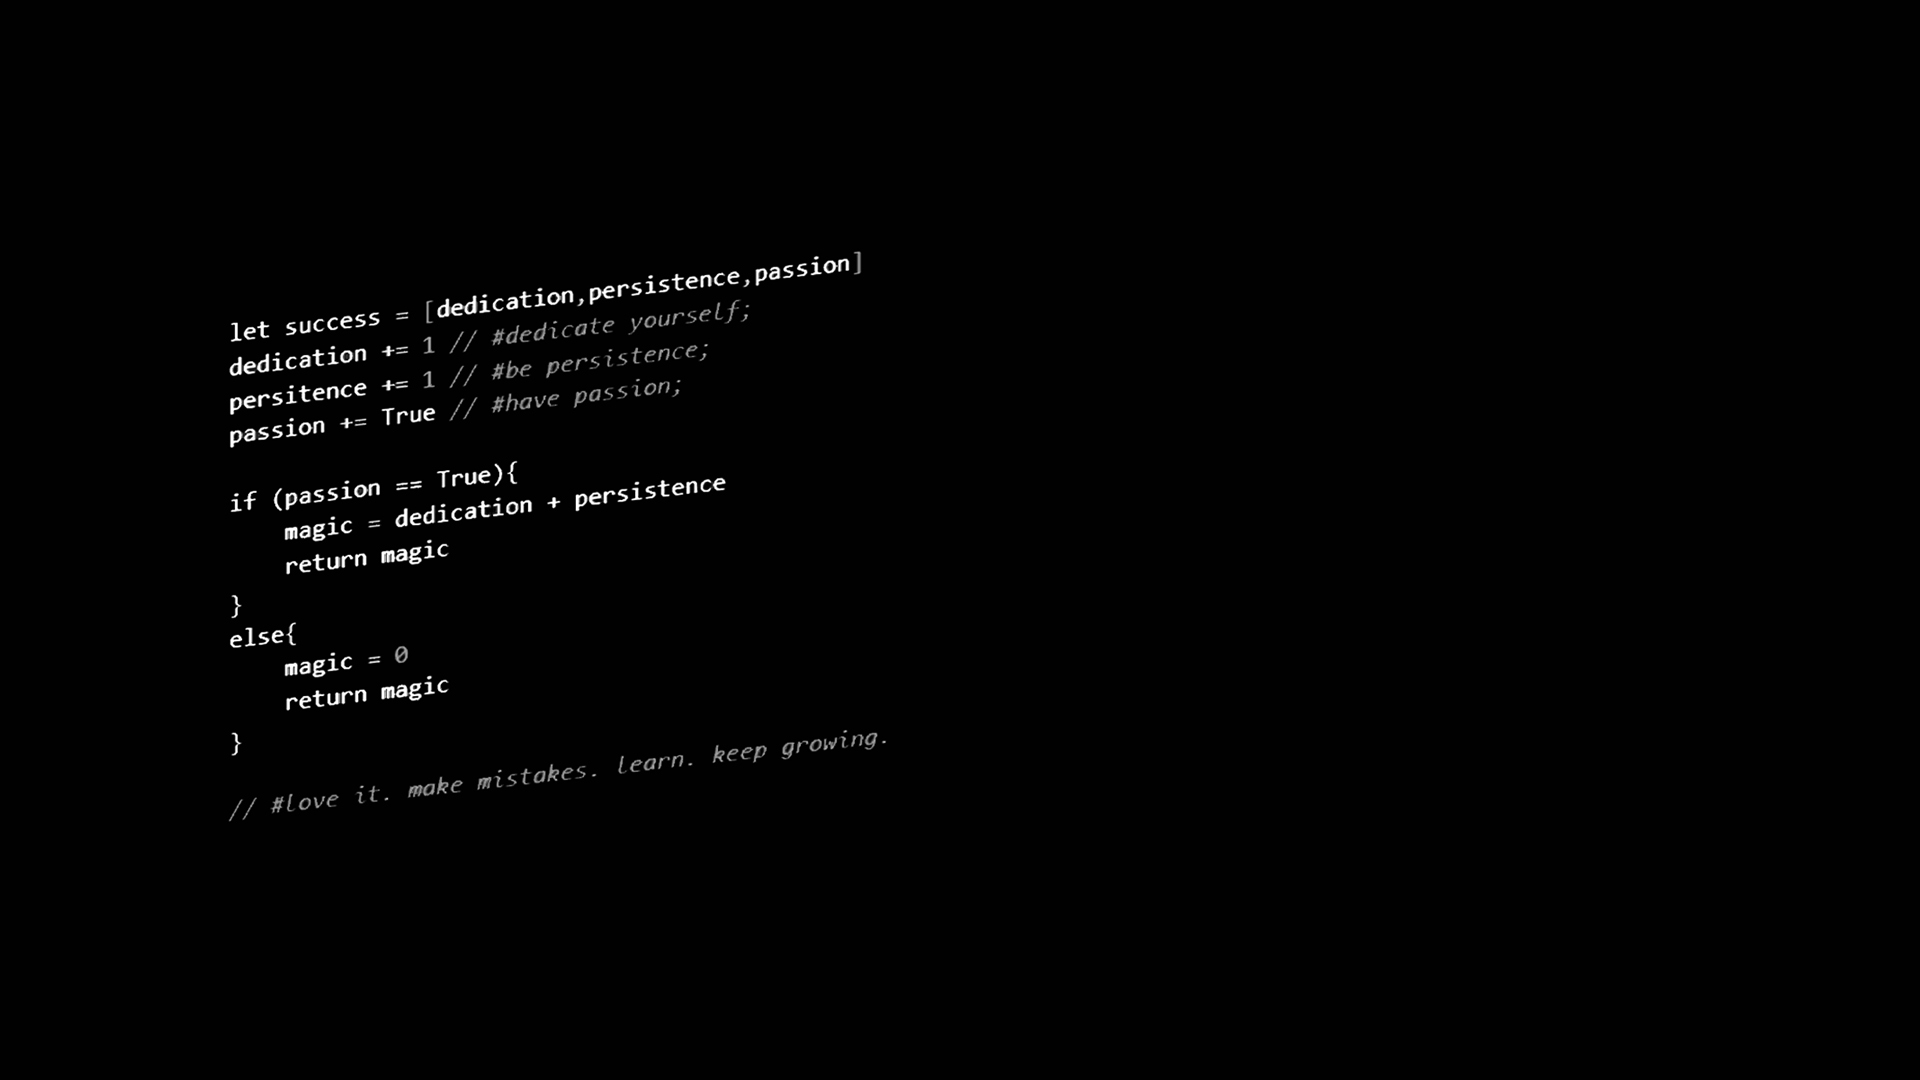 let success = [dedication,persistence,passion]
dedication += 1 // #dedicate yourself;
persitence += 1 // #be persistence;
passion += True // #have passion;

if (passion == True){
    magic = dedication + persistence
    return magic
}
else{
    magic = 0
    return magic
}

// #love it. make mistakes. learn. keep growing.